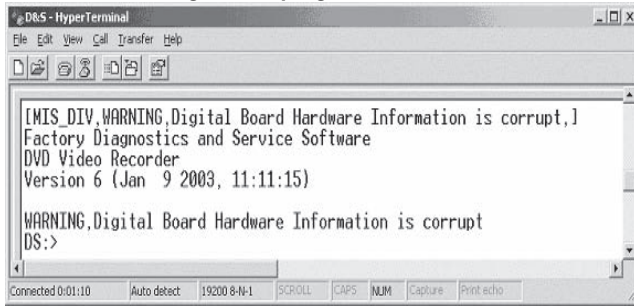 D&S - HyperTerminal
File Edit View Call Transfer Help
[MIS_DIV,WARNING,Digital Board Hardware Information is corrupt,]
Factory Diagnostics and Service Software
DVD Video Recorder
Version 6 (Jan  9 2003, 11:11:15)
WARNING,Digital Board Hardware Information is corrupt
DS:>
Connected 0:01:10 Auto detect 19200 8-N-1 SCROLL CAPS NUM Capture Print echo